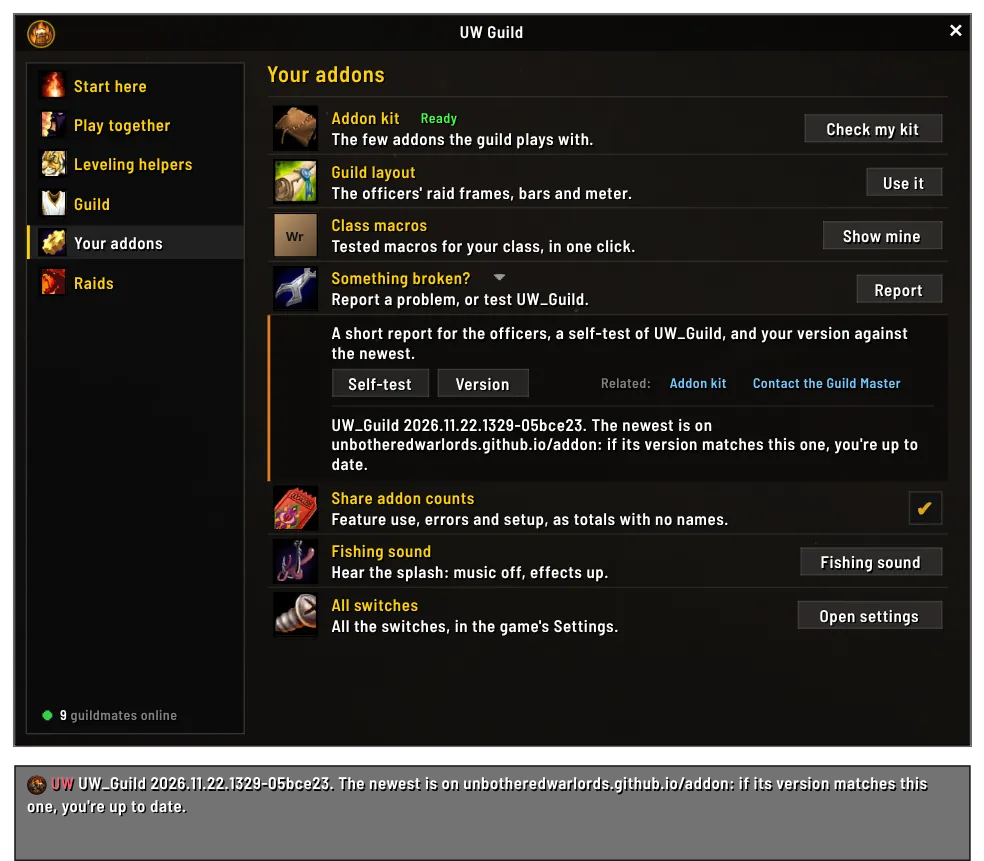 UW Guild
Start here
Play together
Leveling helpers
Guild
Your addons
Raids
9 guildmates online
Your addons
Addon kit Ready
The few addons the guild plays with.
Check my kit
Guild layout
The officers' raid frames, bars and meter.
Use it
Wr
Class macros
Tested macros for your class, in one click.
Show mine
Something broken?
Report a problem, or test UW_Guild.
Report
A short report for the officers, a self-test of UW_Guild, and your version against
the newest.
Self-test Version Related: Addon kit Contact the Guild Master
UW_Guild 2026.11.22.1329-05bce23. The newest is on
unbotheredwarlords.github.io/addon: if its version matches this one, you're up to
date.
Share addon counts
Feature use, errors and setup, as totals with no names.
Fishing sound
Hear the splash: music off, effects up.
Fishing sound
All switches
All the switches, in the game's Settings.
Open settings
UW UW_Guild 2026.11.22.1329-05bce23. The newest is on unbotheredwarlords.github.io/addon: if its version matches this
one, you're up to date.